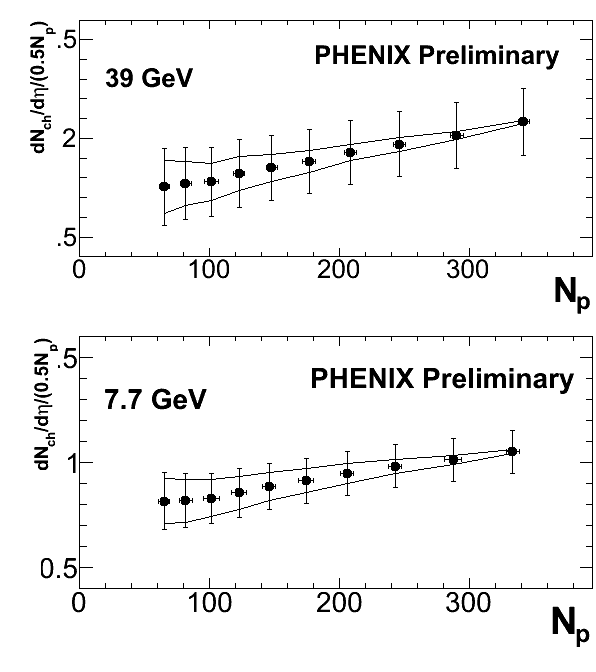 dN_ch/dη/(0.5N_p)
.5
PHENIX Preliminary
39 GeV
2
.5
0 100 200 300
N_p
dN_ch/dη/(0.5N_p)
.5
PHENIX Preliminary
7.7 GeV
1
0.5
0 100 200 300
N_p